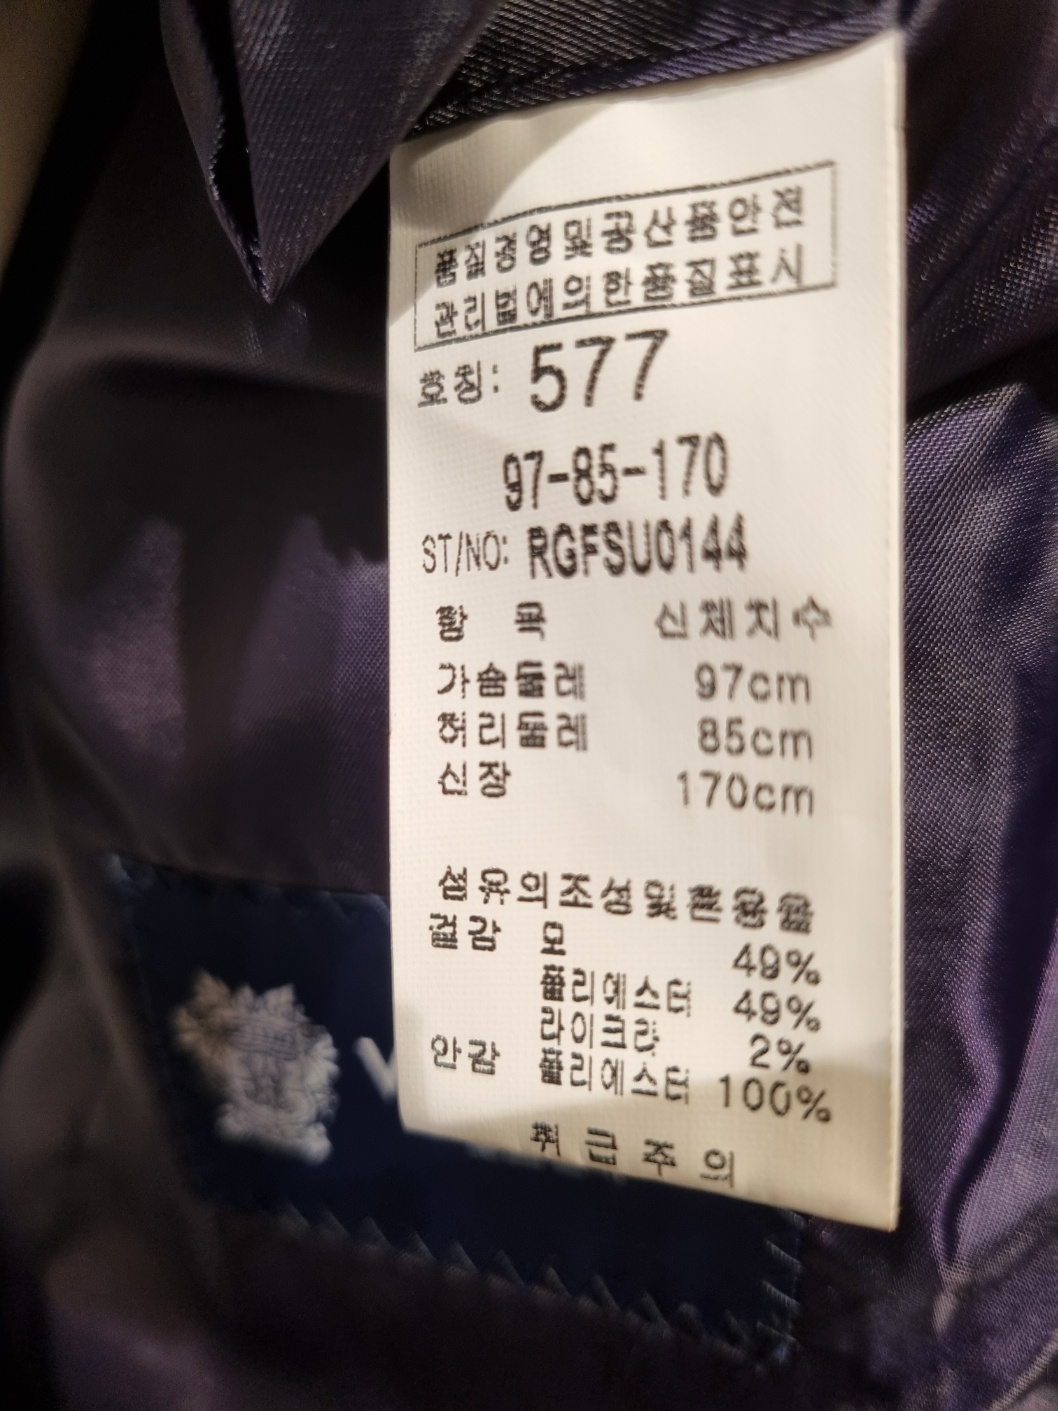 품질경영및공산품안전
관리법에의한품질표시
호칭: 577
97-85-170
ST/NO: RGFSU0144
항 목 신체치수
가슴둘레 97cm
허리둘레 85cm
신장 170cm
섬유의조성및혼용율
겉감 모 49%
폴리에스터 49%
라이크라 2%
안감 폴리에스터 100%
취급주의